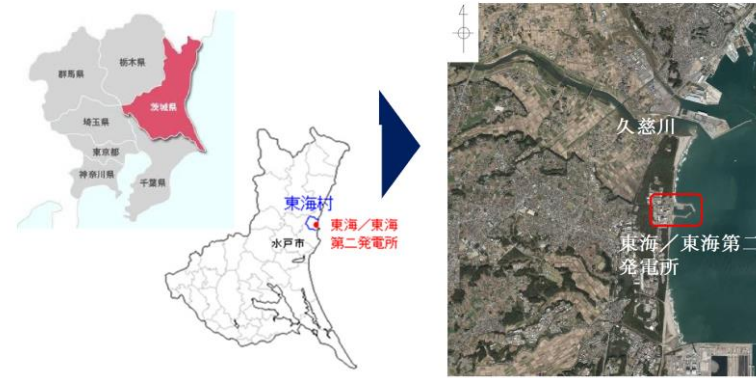 栃木県
群馬県
茨城県
埼玉県
東京都
神奈川県
千葉県
東海村
東海／東海
第二発電所
水戸市
久慈川
東海／東海第二
発電所